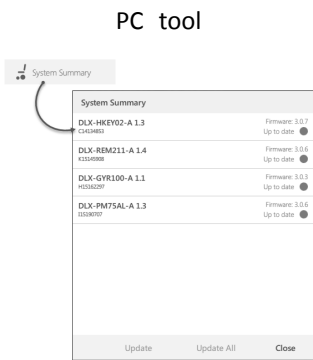 PC tool
System Summary
System Summary
DLX-HKEY02-A 1.3
Firmware: 3.0.7
C14134853
Up to date
DLX-REM211-A 1.4
Firmware: 3.0.6
K15145908
Up to date
DLX-GYR100-A 1.1
Firmware: 3.0.3
H15162297
Up to date
DLX-PM75AL-A 1.3
Firmware: 3.0.6
I15190707
Up to date
Update
Update All
Close